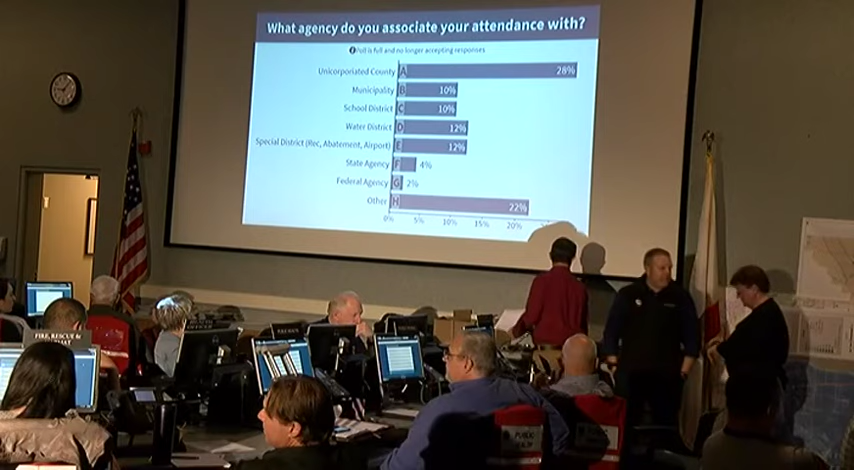 What agency do you associate your attendance with?
Poll is full and no longer accepting responses
Unicorporated County A 28%
Municipality B 10%
School District C 10%
Water District D 12%
Special District (Rec, Abatement, Airport) E 12%
State Agency F 4%
Federal Agency G 2%
Other H 22%
0% 5% 10% 15% 20%
FIRE, RESCUE &
PUBLIC